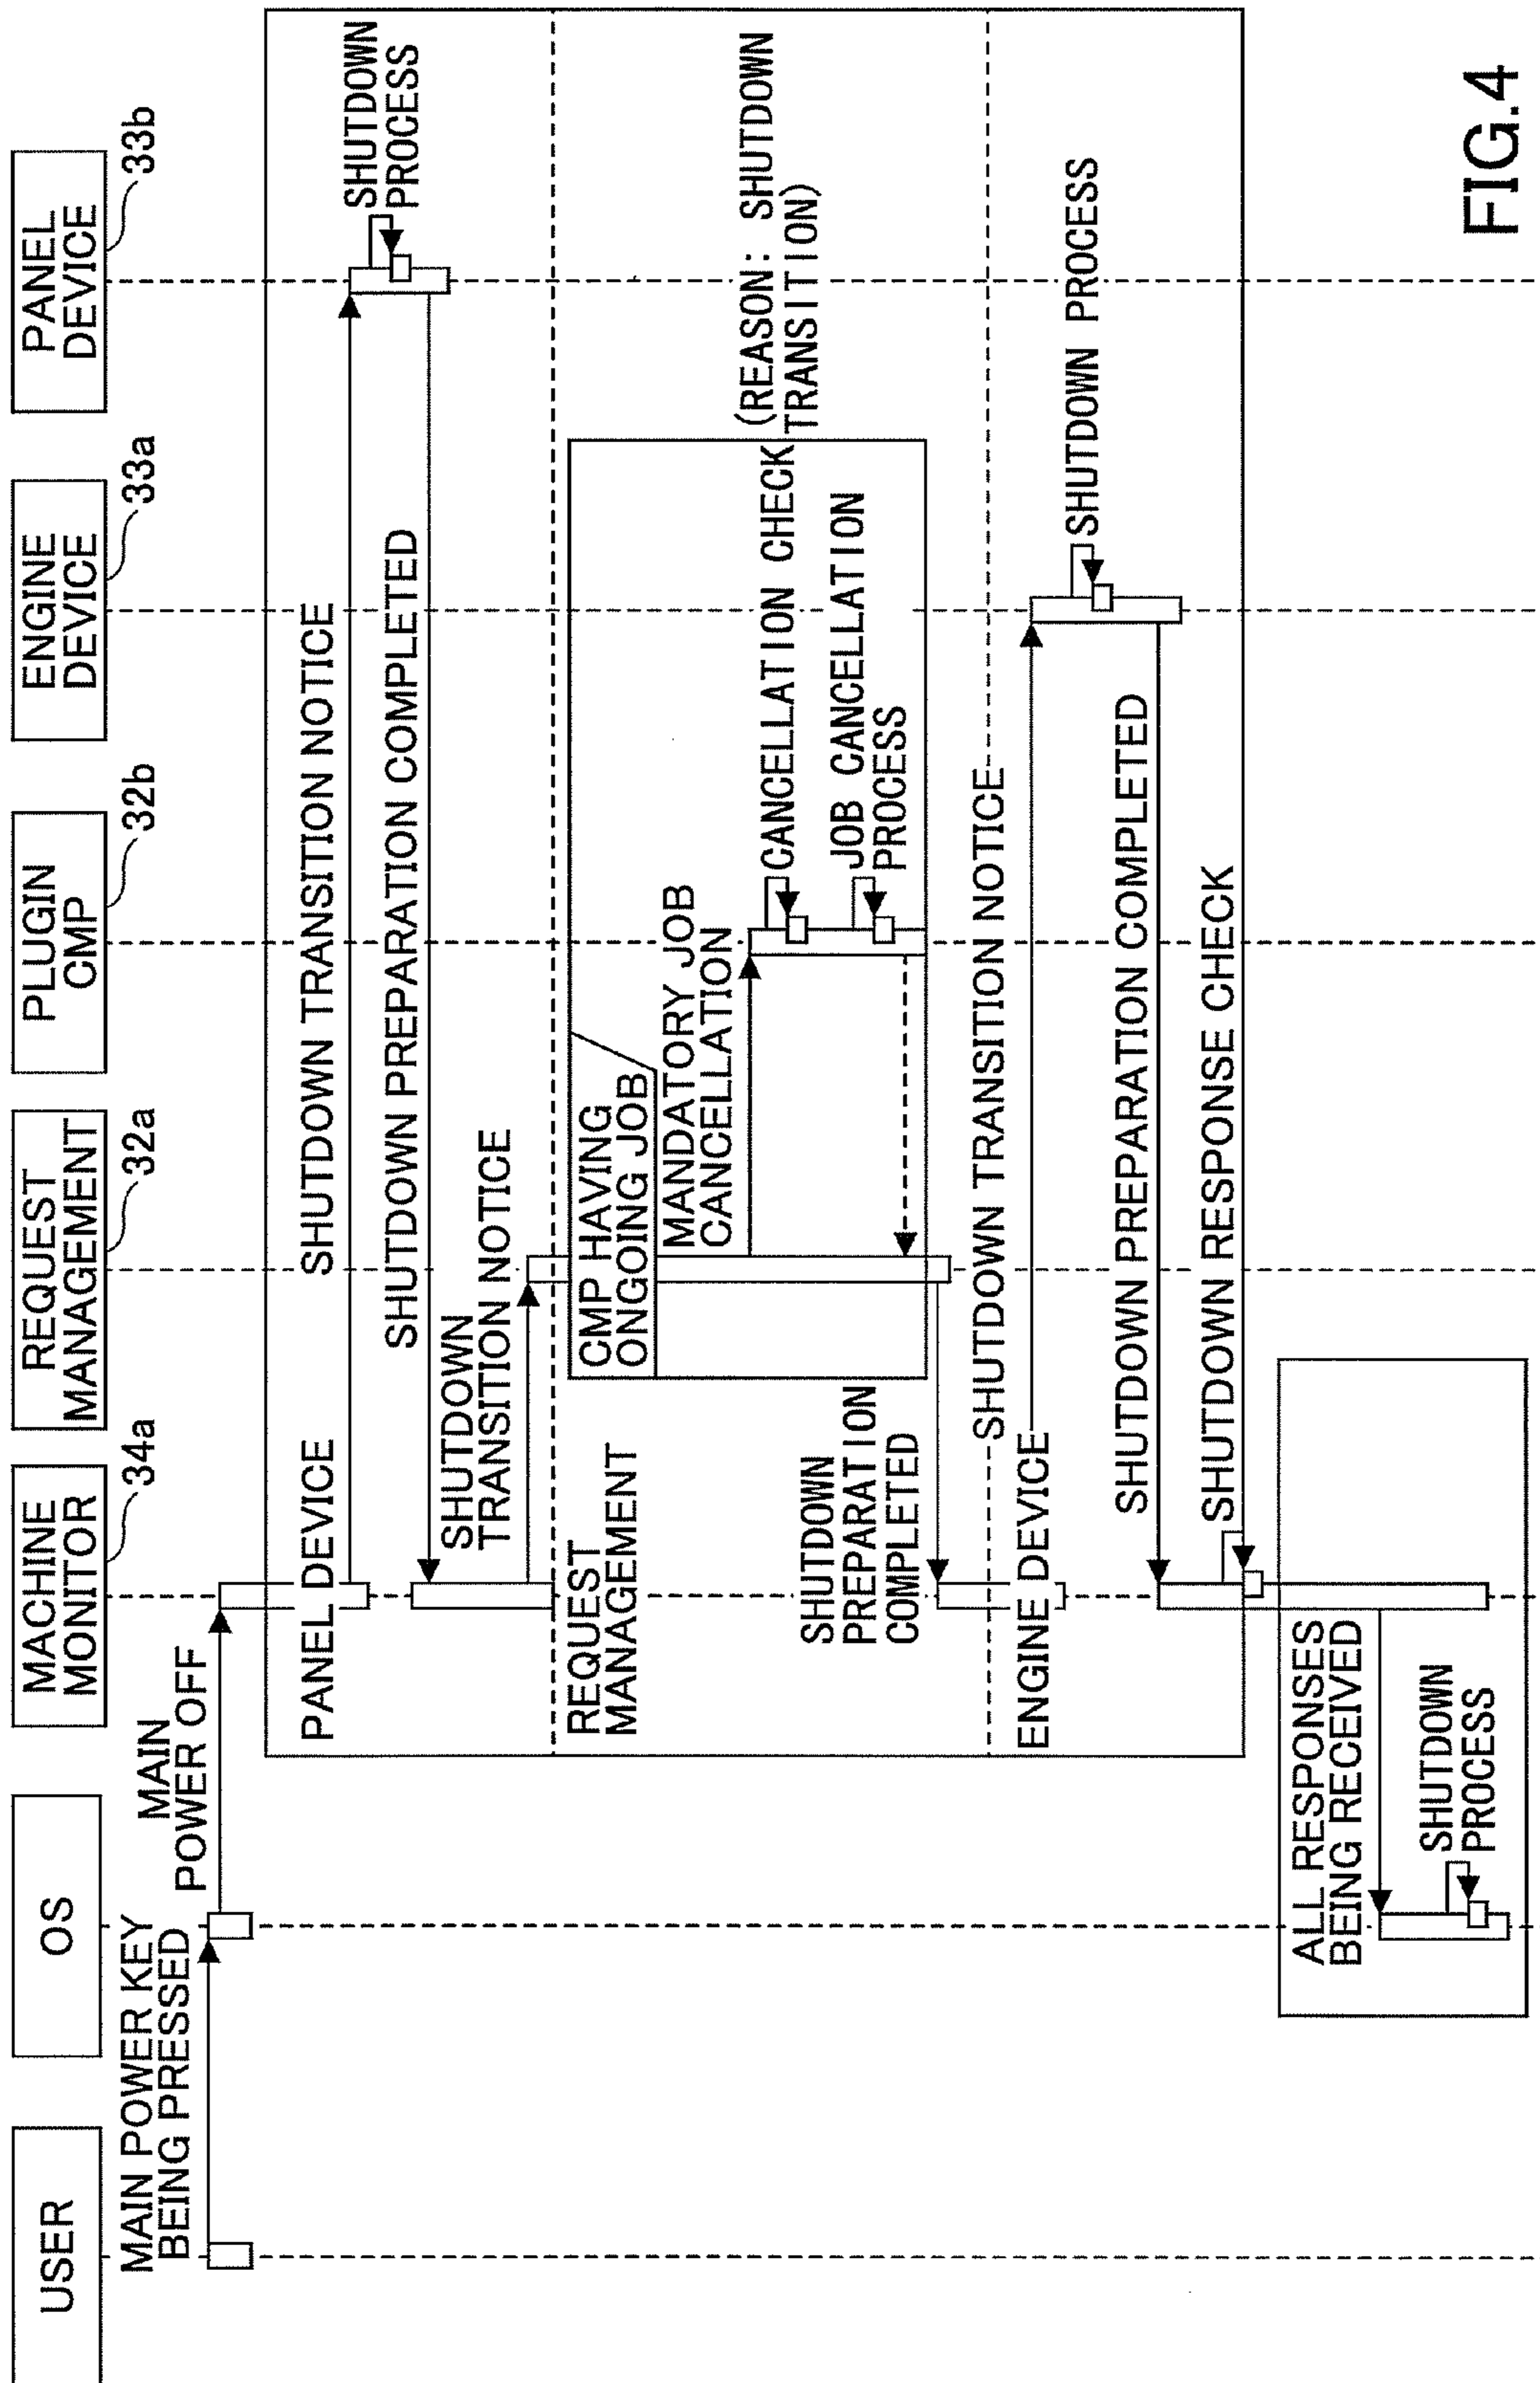 USER
OS
MACHINE
MONITOR
34a
REQUEST
MANAGEMENT
32a
PLUGIN
CMP
32b
ENGINE
DEVICE
33a
PANEL
DEVICE
33b
MAIN POWER KEY
BEING PRESSED
MAIN
POWER OFF
PANEL DEVICE
SHUTDOWN TRANSITION NOTICE
SHUTDOWN
PROCESS
SHUTDOWN PREPARATION COMPLETED
SHUTDOWN
TRANSITION NOTICE
REQUEST
MANAGEMENT
CMP HAVING
ONGOING JOB
MANDATORY JOB
CANCELLATION
CANCELLATION CHECK
(REASON: SHUTDOWN
TRANSITION)
JOB CANCELLATION
PROCESS
SHUTDOWN
PREPARATION
COMPLETED
SHUTDOWN TRANSITION NOTICE
ENGINE DEVICE
SHUTDOWN PROCESS
SHUTDOWN PREPARATION COMPLETED
SHUTDOWN RESPONSE CHECK
ALL RESPONSES
BEING RECEIVED
SHUTDOWN
PROCESS
FIG.4